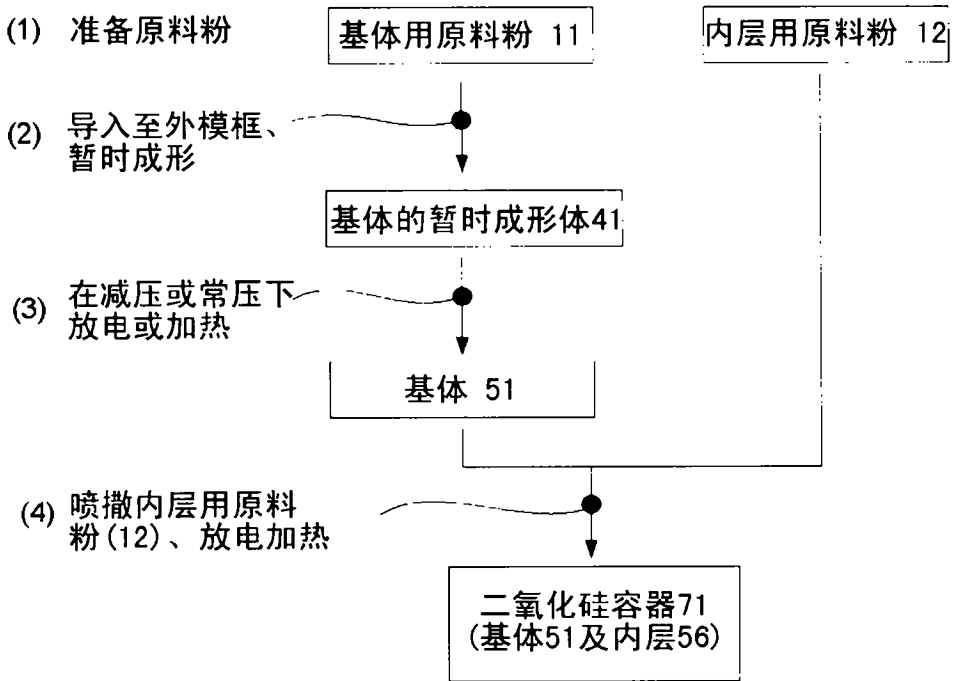 (1) 准备原料粉
基体用原料粉 11
内层用原料粉 12
(2) 导入至外模框、
暂时成形
基体的暂时成形体41
(3) 在减压或常压下
放电或加热
基体 51
(4) 喷撒内层用原料
粉(12)、放电加热
二氧化硅容器71
(基体51及内层56)